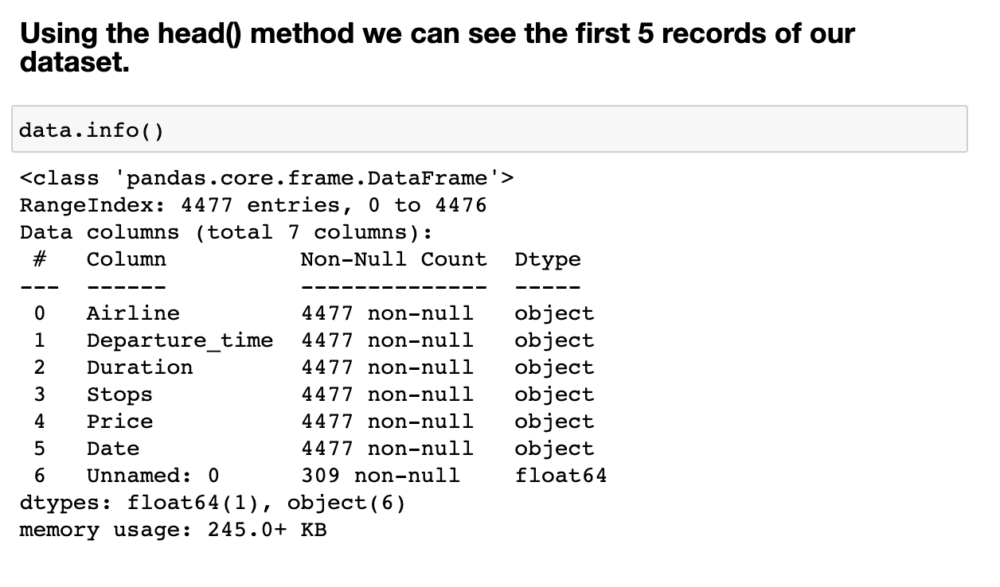 Using the head() method we can see the first 5 records of our
dataset.
data.info()
<class 'pandas.core.frame.DataFrame'>
RangeIndex: 4477 entries, 0 to 4476
Data columns (total 7 columns):
 #   Column          Non-Null Count  Dtype
---  ------          --------------  -----
 0   Airline         4477 non-null   object
 1   Departure_time  4477 non-null   object
 2   Duration        4477 non-null   object
 3   Stops           4477 non-null   object
 4   Price           4477 non-null   object
 5   Date            4477 non-null   object
 6   Unnamed: 0      309 non-null    float64
dtypes: float64(1), object(6)
memory usage: 245.0+ KB